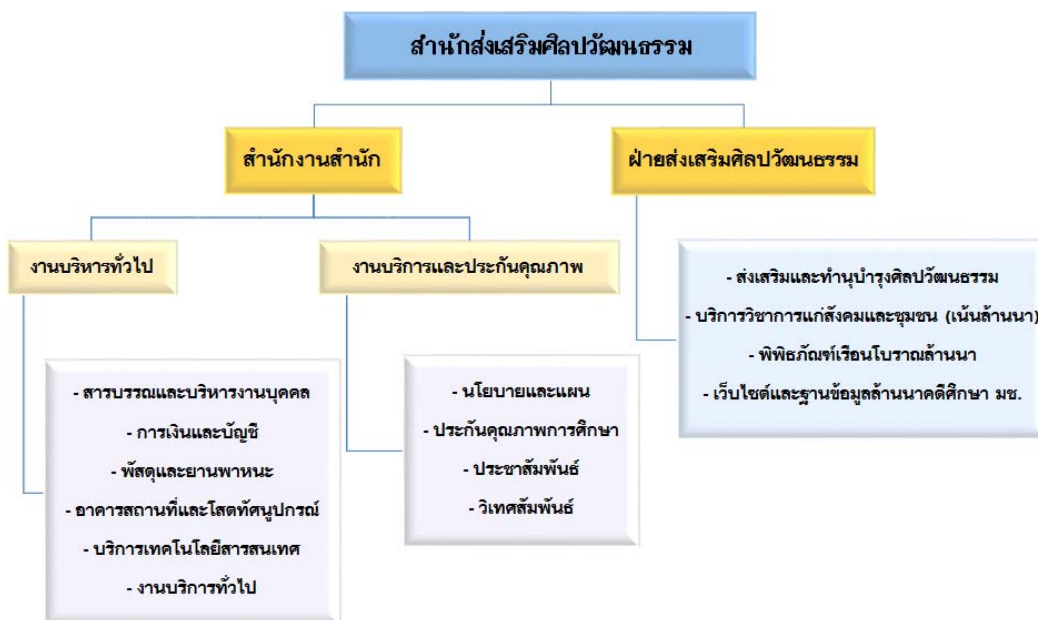 สำนักส่งเสริมศิลปวัฒนธรรม
สำนักงานสำนัก
ฝ่ายส่งเสริมศิลปวัฒนธรรม
งานบริหารทั่วไป
งานบริการและประกันคุณภาพ
- ส่งเสริมและทำนุบำรุงศิลปวัฒนธรรม
- บริการวิชาการแก่สังคมและชุมชน (เน้นล้านนา)
- พิพิธภัณฑ์เรือนโบราณล้านนา
- เว็บไซต์และฐานข้อมูลล้านนาคดีศึกษา มช.
- สารบรรณและบริหารงานบุคคล
- การเงินและบัญชี
- พัสดุและยานพาหนะ
- อาคารสถานที่และโสตทัศนูปกรณ์
- บริการเทคโนโลยีสารสนเทศ
- งานบริการทั่วไป
- นโยบายและแผน
- ประกันคุณภาพการศึกษา
- ประชาสัมพันธ์
- วิเทศสัมพันธ์